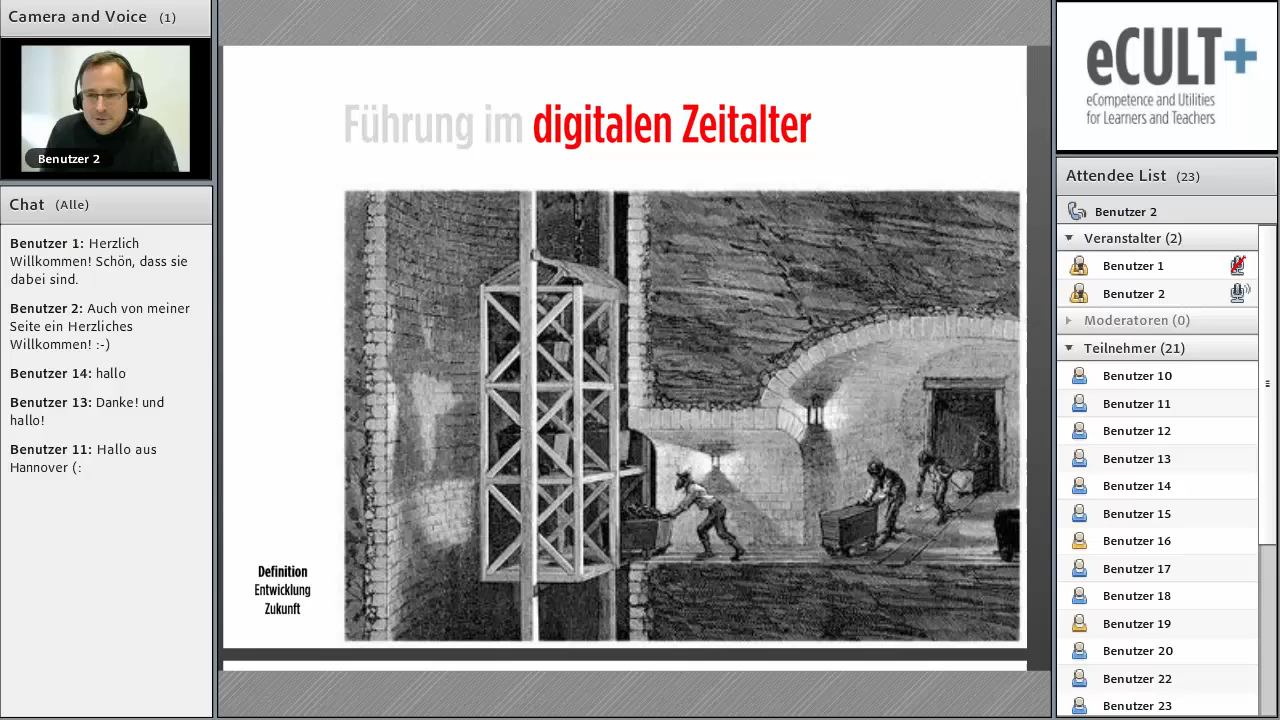 Camera and Voice (1)
Benutzer 2
Chat (Alle)
Benutzer 1: Herzlich
Willkommen! Schön, dass sie
dabei sind.
Benutzer 2: Auch von meiner
Seite ein Herzliches
Willkommen! :-)
Benutzer 14: hallo
Benutzer 13: Danke! und
hallo!
Benutzer 11: Hallo aus
Hannover (:
Führung im digitalen Zeitalter
Definition
Entwicklung
Zukunft
eCULT+
eCompetence and Utilities
for Learners and Teachers
Attendee List (23)
Benutzer 2
Veranstalter (2)
Benutzer 1
Benutzer 2
Moderatoren (0)
Teilnehmer (21)
Benutzer 10
Benutzer 11
Benutzer 12
Benutzer 13
Benutzer 14
Benutzer 15
Benutzer 16
Benutzer 17
Benutzer 18
Benutzer 19
Benutzer 20
Benutzer 22
Benutzer 23